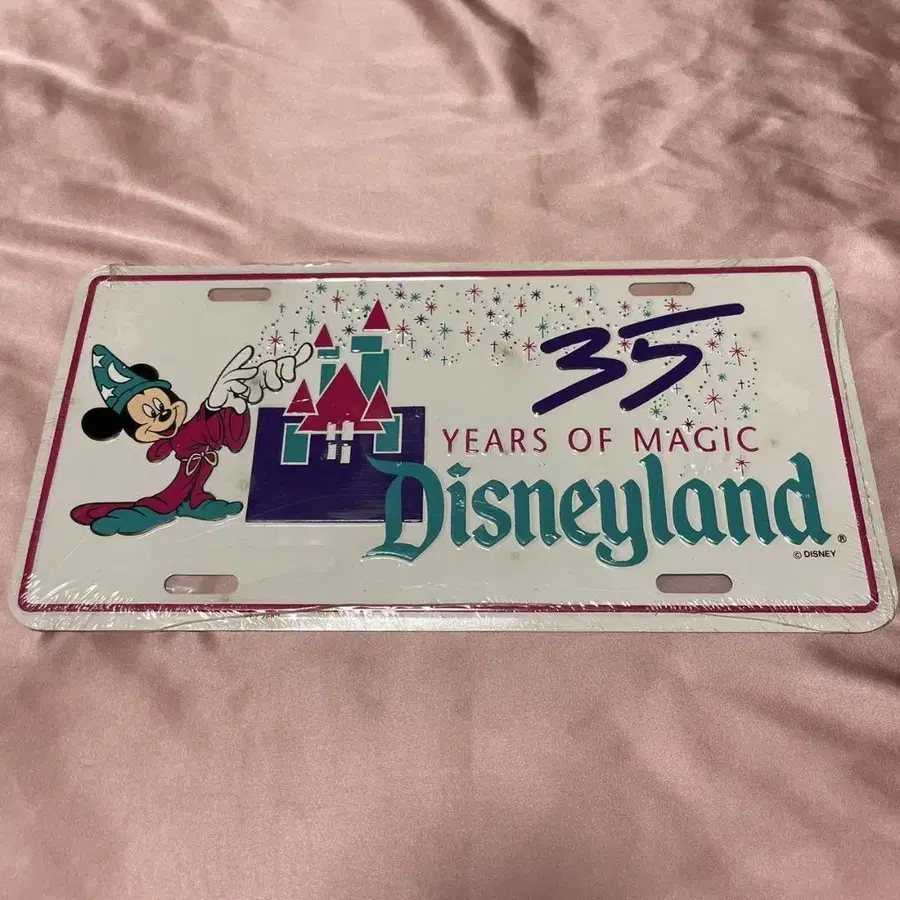 35
YEARS OF MAGIC
Disneyland®
© DISNEY